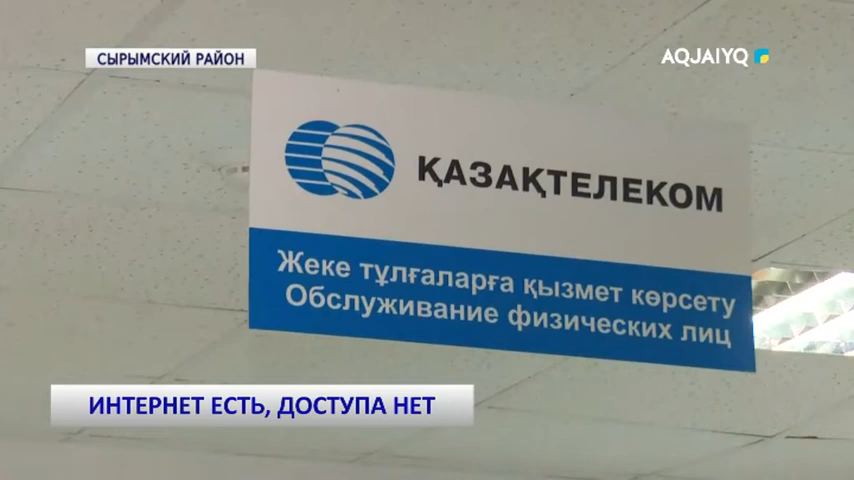 СЫРЫМСКИЙ РАЙОН
AQJAIYQ
ҚАЗАҚТЕЛЕКОМ
Жеке тұлғаларға қызмет көрсету
Обслуживание физических лиц
ИНТЕРНЕТ ЕСТЬ, ДОСТУПА НЕТ